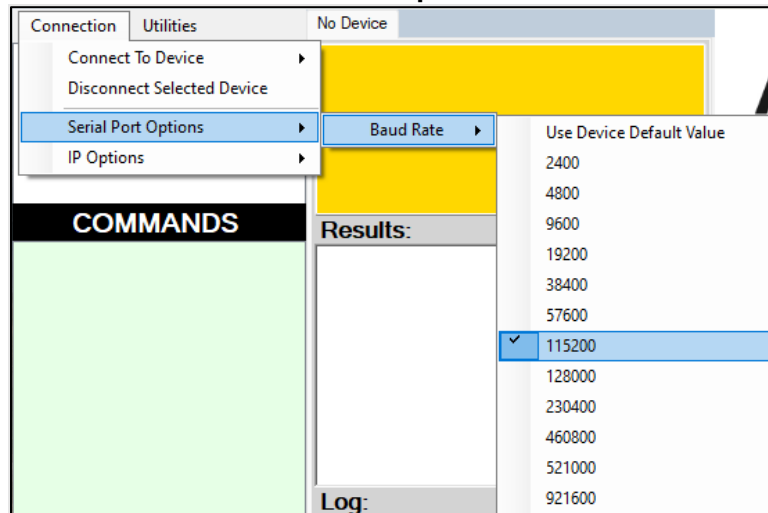 Connection Utilities No Device
Connect To Device
Disconnect Selected Device
Serial Port Options
IP Options
Baud Rate
Use Device Default Value
2400
4800
9600
19200
38400
57600
115200
128000
230400
460800
521000
921600
COMMANDS
Results:
Log: